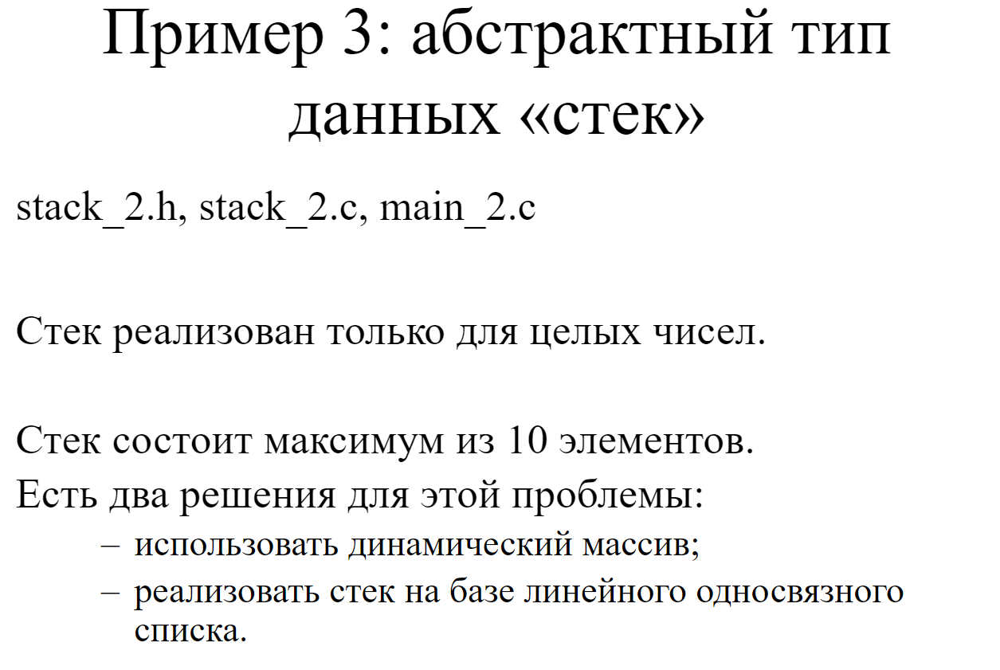 Пример 3: абстрактный тип
данных «стек»
stack_2.h, stack_2.c, main_2.c
Стек реализован только для целых чисел.
Стек состоит максимум из 10 элементов.
Есть два решения для этой проблемы:
– использовать динамический массив;
– реализовать стек на базе линейного односвязного
списка.